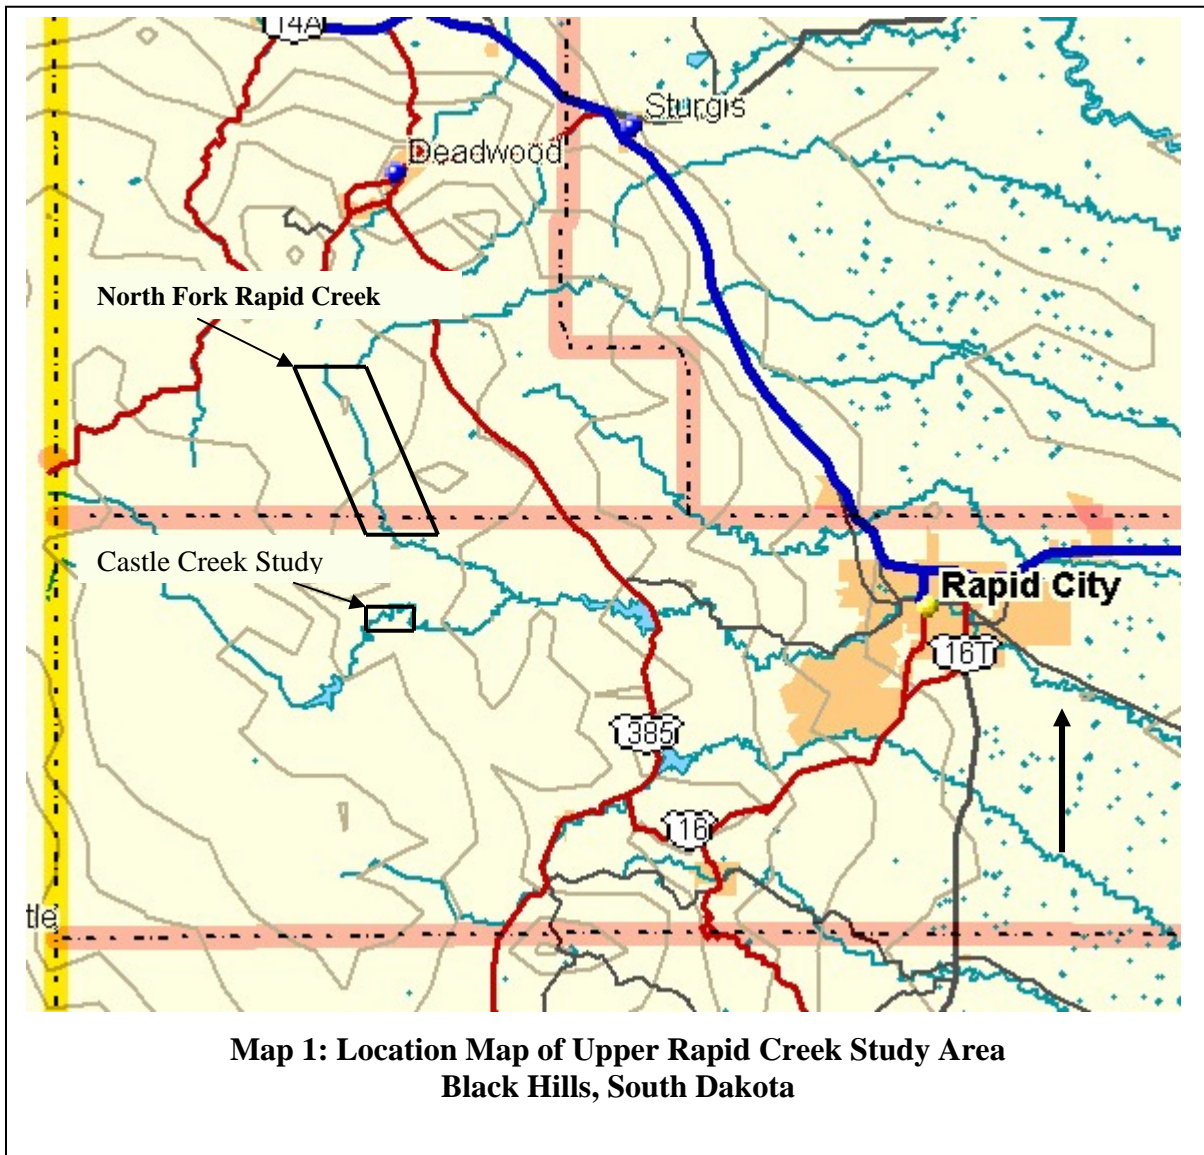 14A
Sturgis
Deadwood
North Fork Rapid Creek
Castle Creek Study
Rapid City
16T
385
16
tle
Map 1: Location Map of Upper Rapid Creek Study Area
Black Hills, South Dakota